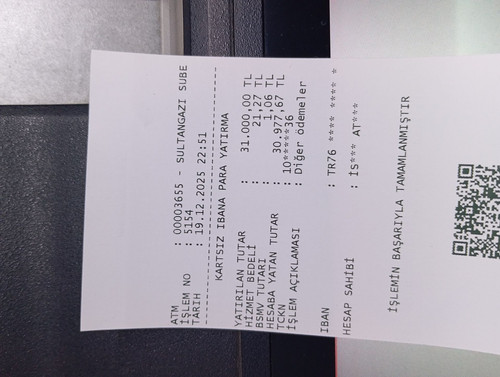 ATM : 00003655 - SULTANGAZI SUBE
İŞLEM NO : 5154
TARİH : 19.12.2025 22:51
KARTSIZ IBANA PARA YATIRMA
YATIRILAN TUTAR : 31.000,00 TL
HİZMET BEDELİ : 21,27 TL
BSMV TUTARI : 1,06 TL
HESABA YATAN TUTAR : 30.977,67 TL
TCKN : 10*****36
İŞLEM AÇIKLAMASI : Diğer ödemeler
IBAN : TR76 **** **** *
HESAP SAHİBİ : İS*** AT***
İŞLEMİN BAŞARIYLA TAMAMLANMIŞTIR